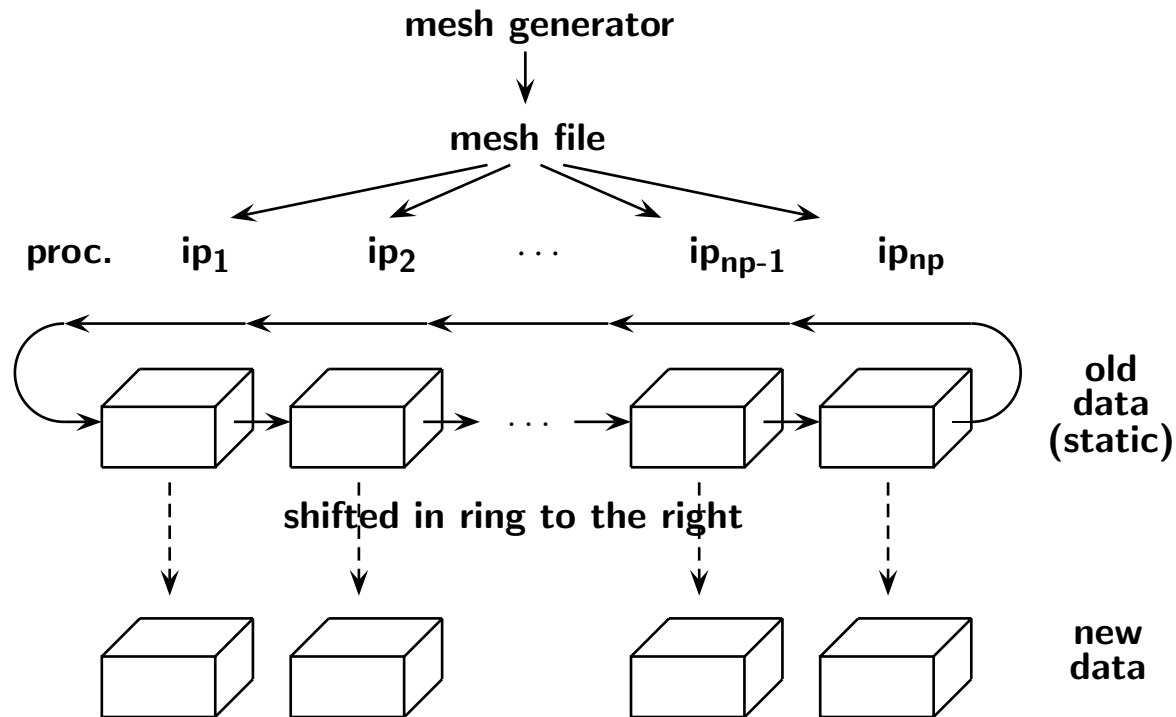 mesh generator
mesh file
proc. ip1 ip2 · · · ipnp-1 ipnp
old
data
(static)
· · ·
shifted in ring to the right
new
data